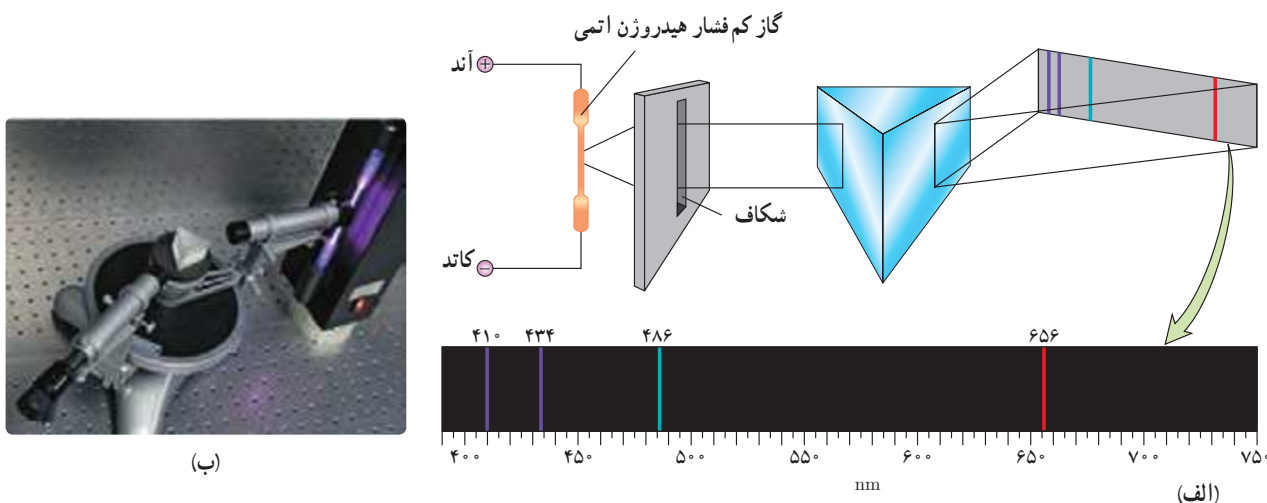 گاز کم فشار هیدروژن اتمی
آند
+
شکاف
کاتد
−
۴۱۰ ۴۳۴ ۴۸۶ ۶۵۶
۴۰۰ ۴۵۰ ۵۰۰ ۵۵۰ ۶۰۰ ۶۵۰ ۷۰۰ ۷۵۰
nm
(الف)
(ب)